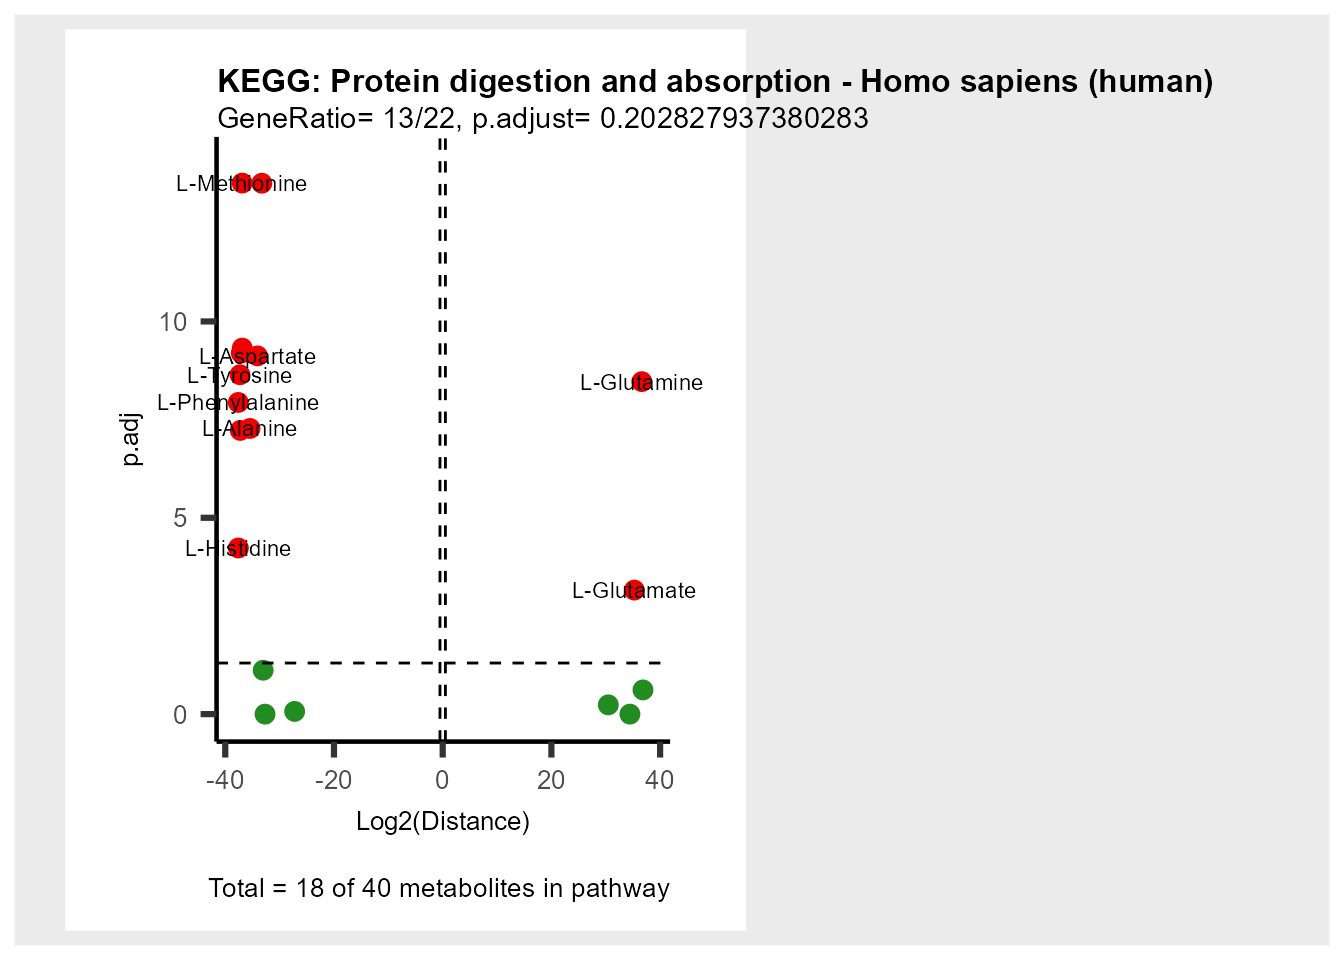 KEGG: Protein digestion and absorption - Homo sapiens (human)
GeneRatio= 13/22, p.adjust= 0.202827937380283
L-Methionine
10
L-Aspartate
L-Tyrosine
L-Glutamine
L-Phenylalanine
L-Alanine
p.adj
5
L-Histidine
L-Glutamate
0
-40 -20 0 20 40
Log2(Distance)
Total = 18 of 40 metabolites in pathway